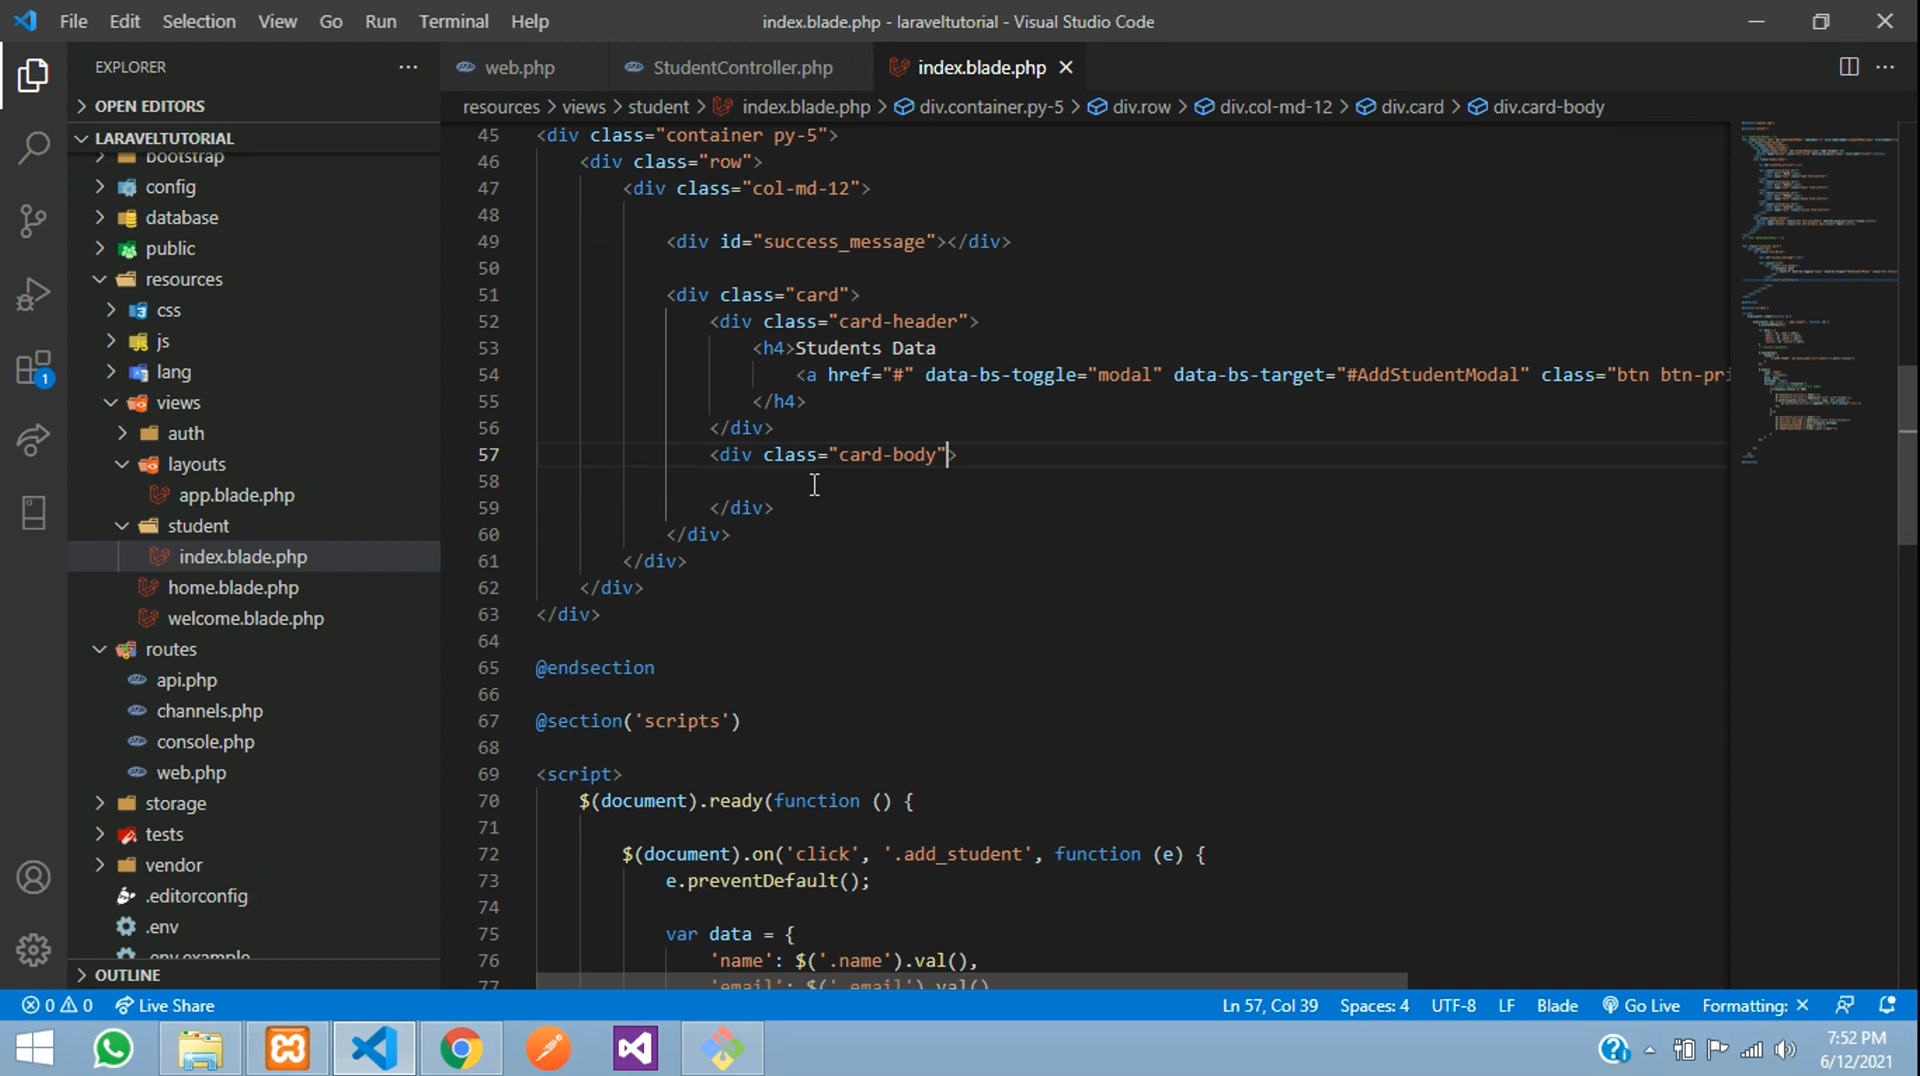 File Edit Selection View Go Run Terminal Help
index.blade.php - laraveltutorial - Visual Studio Code
EXPLORER
web.php StudentController.php index.blade.php
OPEN EDITORS
resources > views > student > index.blade.php > div.container.py-5 > div.row > div.col-md-12 > div.card > div.card-body
LARAVELTUTORIAL
bootstrap
config
database
public
resources
css
js
lang
views
auth
layouts
app.blade.php
student
index.blade.php
home.blade.php
welcome.blade.php
routes
api.php
channels.php
console.php
web.php
storage
tests
vendor
.editorconfig
.env
.env.example
OUTLINE
1
45 <div class="container py-5">
46 <div class="row">
47 <div class="col-md-12">
48
49 <div id="success_message"></div>
50
51 <div class="card">
52 <div class="card-header">
53 <h4>Students Data
54 <a href="#" data-bs-toggle="modal" data-bs-target="#AddStudentModal" class="btn btn-pri
55 </h4>
56 </div>
57 <div class="card-body">
58
59 </div>
60 </div>
61 </div>
62 </div>
63 </div>
64
65 @endsection
66
67 @section('scripts')
68
69 <script>
70 $(document).ready(function () {
71
72 $(document).on('click', '.add_student', function (e) {
73 e.preventDefault();
74
75 var data = {
76 'name': $('.name').val(),
77 'email': $('.email').val()
0 0 Live Share
Ln 57, Col 39 Spaces: 4 UTF-8 LF Blade Go Live Formatting: ×
7:52 PM
6/12/2021